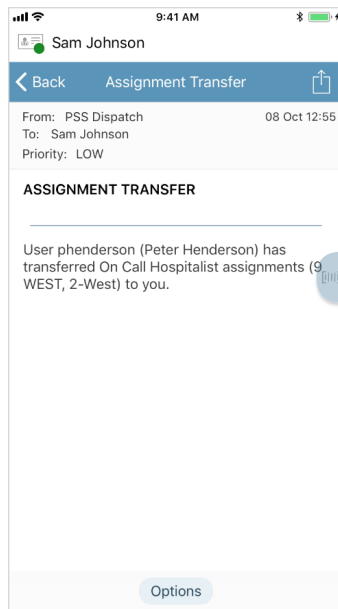 9:41 AM
Sam Johnson
Back Assignment Transfer
From: PSS Dispatch 08 Oct 12:55
To: Sam Johnson
Priority: LOW
ASSIGNMENT TRANSFER
User phenderson (Peter Henderson) has
transferred On Call Hospitalist assignments (9
WEST, 2-West) to you.
Options